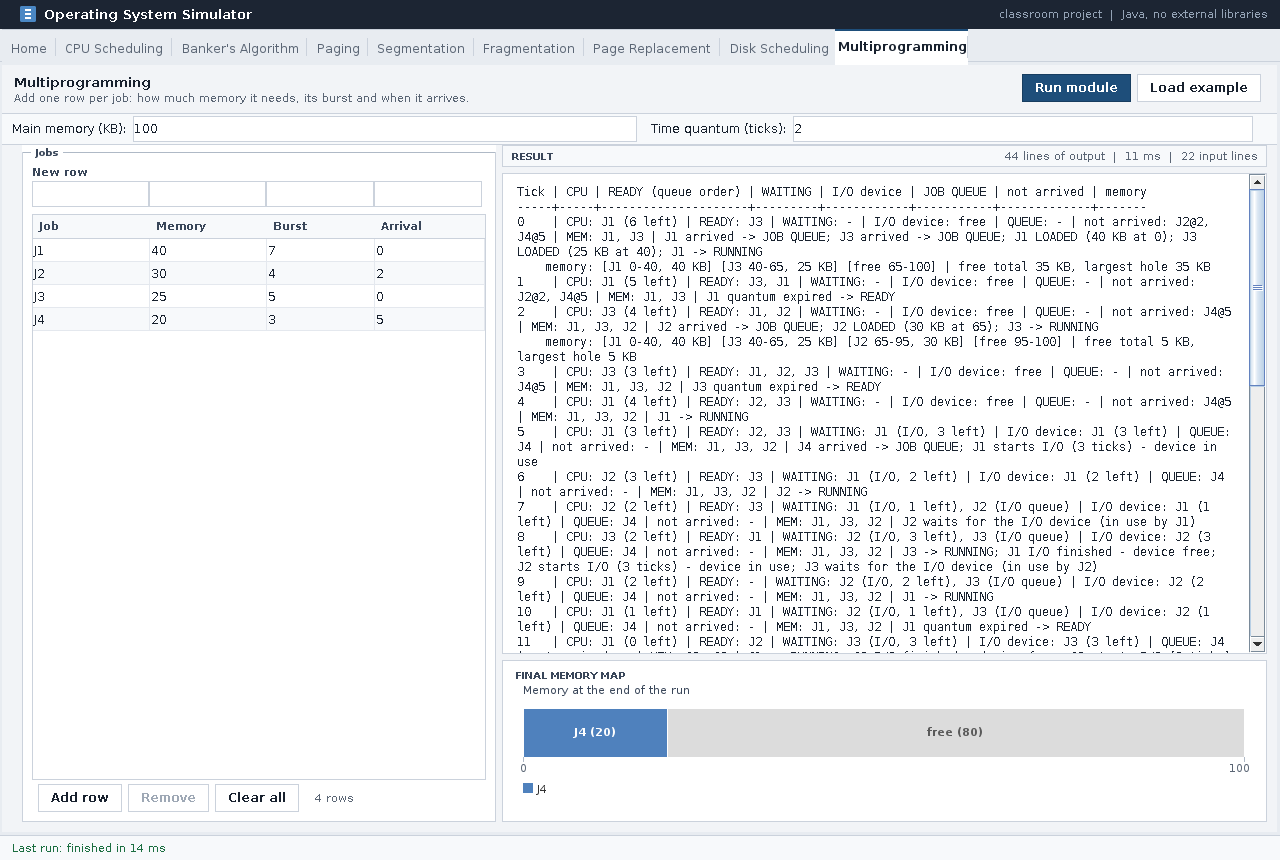 Operating System Simulator
classroom project | Java, no external libraries
Home CPU Scheduling Banker's Algorithm Paging Segmentation Fragmentation Page Replacement Disk Scheduling Multiprogramming
Multiprogramming
Add one row per job: how much memory it needs, its burst and when it arrives.
Run module Load example
Main memory (KB): 100 Time quantum (ticks): 2
Jobs
New row
Job Memory Burst Arrival
J1 40 7 0
J2 30 4 2
J3 25 5 0
J4 20 3 5
Add row Remove Clear all 4 rows
RESULT 44 lines of output | 11 ms | 22 input lines
Tick | CPU | READY (queue order) | WAITING | I/O device | JOB QUEUE | not arrived | memory
-----+-----+---------------------+---------+------------+-----------+-------------+-------
0 | CPU: J1 (6 left) | READY: J3 | WAITING: - | I/O device: free | QUEUE: - | not arrived: J2@2,
J4@5 | MEM: J1, J3 | J1 arrived -> JOB QUEUE; J3 arrived -> JOB QUEUE; J1 LOADED (40 KB at 0); J3
LOADED (25 KB at 40); J1 -> RUNNING
memory: [J1 0-40, 40 KB] [J3 40-65, 25 KB] [free 65-100] | free total 35 KB, largest hole 35 KB
1 | CPU: J1 (5 left) | READY: J3, J1 | WAITING: - | I/O device: free | QUEUE: - | not arrived:
J2@2, J4@5 | MEM: J1, J3 | J1 quantum expired -> READY
2 | CPU: J3 (4 left) | READY: J1, J2 | WAITING: - | I/O device: free | QUEUE: - | not arrived: J4@5
| MEM: J1, J3, J2 | J2 arrived -> JOB QUEUE; J2 LOADED (30 KB at 65); J3 -> RUNNING
memory: [J1 0-40, 40 KB] [J3 40-65, 25 KB] [J2 65-95, 30 KB] [free 95-100] | free total 5 KB,
largest hole 5 KB
3 | CPU: J3 (3 left) | READY: J1, J2, J3 | WAITING: - | I/O device: free | QUEUE: - | not arrived:
J4@5 | MEM: J1, J3, J2 | J3 quantum expired -> READY
4 | CPU: J1 (4 left) | READY: J2, J3 | WAITING: - | I/O device: free | QUEUE: - | not arrived: J4@5
| MEM: J1, J3, J2 | J1 -> RUNNING
5 | CPU: J1 (3 left) | READY: J2, J3 | WAITING: J1 (I/O, 3 left) | I/O device: J1 (3 left) | QUEUE:
J4 | not arrived: - | MEM: J1, J3, J2 | J4 arrived -> JOB QUEUE; J1 starts I/O (3 ticks) - device in
use
6 | CPU: J2 (3 left) | READY: J3 | WAITING: J1 (I/O, 2 left) | I/O device: J1 (2 left) | QUEUE: J4
| not arrived: - | MEM: J1, J3, J2 | J2 -> RUNNING
7 | CPU: J2 (2 left) | READY: J3 | WAITING: J1 (I/O, 1 left), J2 (I/O queue) | I/O device: J1 (1
left) | QUEUE: J4 | not arrived: - | MEM: J1, J3, J2 | J2 waits for the I/O device (in use by J1)
8 | CPU: J3 (2 left) | READY: J1 | WAITING: J2 (I/O, 3 left), J3 (I/O queue) | I/O device: J2 (3
left) | QUEUE: J4 | not arrived: - | MEM: J1, J3, J2 | J3 -> RUNNING; J1 I/O finished - device free;
J2 starts I/O (3 ticks) - device in use; J3 waits for the I/O device (in use by J2)
9 | CPU: J1 (2 left) | READY: - | WAITING: J2 (I/O, 2 left), J3 (I/O queue) | I/O device: J2 (2
left) | QUEUE: J4 | not arrived: - | MEM: J1, J3, J2 | J1 -> RUNNING
10 | CPU: J1 (1 left) | READY: J1 | WAITING: J2 (I/O, 1 left), J3 (I/O queue) | I/O device: J2 (1
left) | QUEUE: J4 | not arrived: - | MEM: J1, J3, J2 | J1 quantum expired -> READY
11 | CPU: J1 (0 left) | READY: J2 | WAITING: J3 (I/O, 3 left) | I/O device: J3 (3 left) | QUEUE: J4
FINAL MEMORY MAP
Memory at the end of the run
J4 (20) free (80)
0 100
J4
Last run: finished in 14 ms